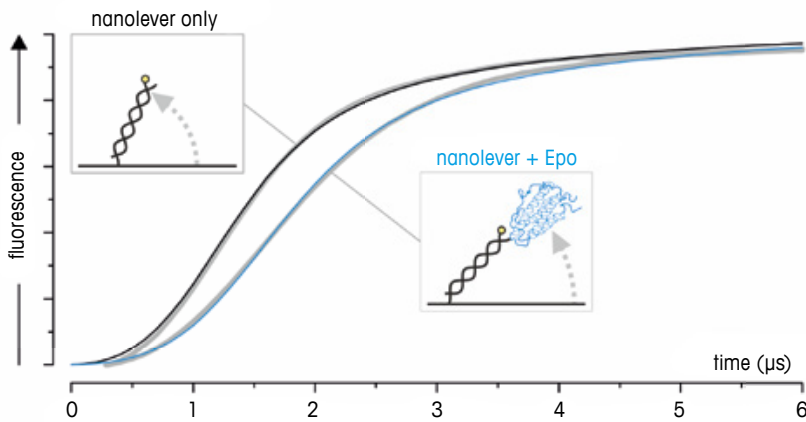 nanolever only
nanolever + Epo
fluorescence
time (µs)
0 1 2 3 4 5 6